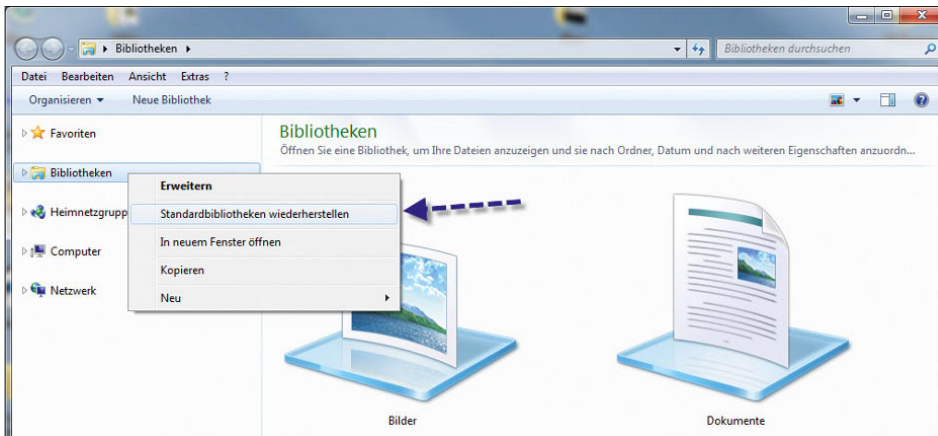 Bibliotheken
Bibliotheken durchsuchen
Datei Bearbeiten Ansicht Extras ?
Organisieren Neue Bibliothek
Favoriten
Bibliotheken
Heimnetzgrupp
Computer
Netzwerk
Erweitern
Standardbibliotheken wiederherstellen
In neuem Fenster öffnen
Kopieren
Neu
Bibliotheken
Öffnen Sie eine Bibliothek, um Ihre Dateien anzuzeigen und sie nach Ordner, Datum und nach weiteren Eigenschaften anzuordn...
Bilder
Dokumente